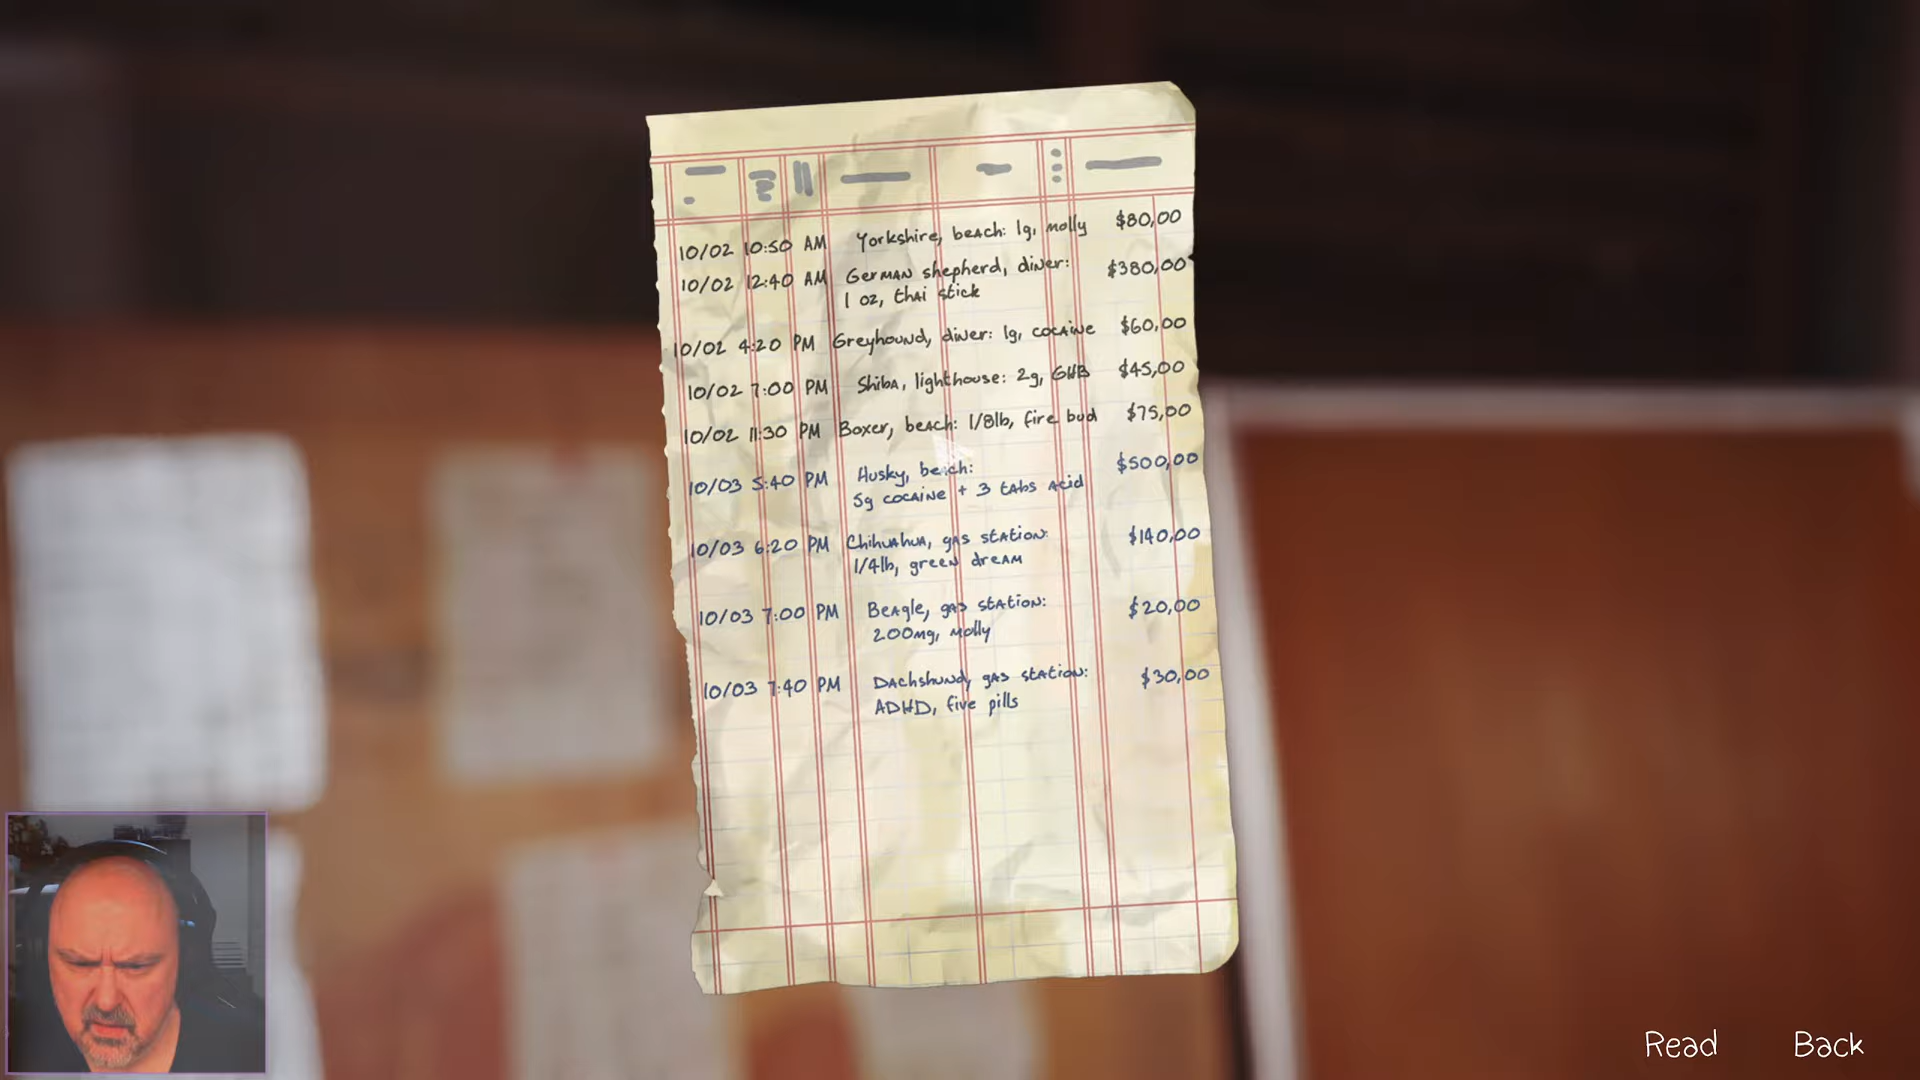 10/02 10:50 AM Yorkshire, beach: 1g, molly $80,00
10/02 12:40 AM German shepherd, diner: $380,00
1 oz, thai stick
10/02 4:20 PM Greyhound, diner: 1g, cocaine $60,00
10/02 7:00 PM Shiba, lighthouse: 2g, GHB $45,00
10/02 11:30 PM Boxer, beach: 1/8lb, fire bud $75,00
10/03 5:40 PM Husky, beach: $500,00
5g cocaine + 3 tabs acid
10/03 6:20 PM Chihuahua, gas station: $140,00
1/4lb, green dream
10/03 7:00 PM Beagle, gas station: $20,00
200mg, molly
10/03 7:40 PM Dachshund, gas station: $30,00
ADHD, five pills
Read Back